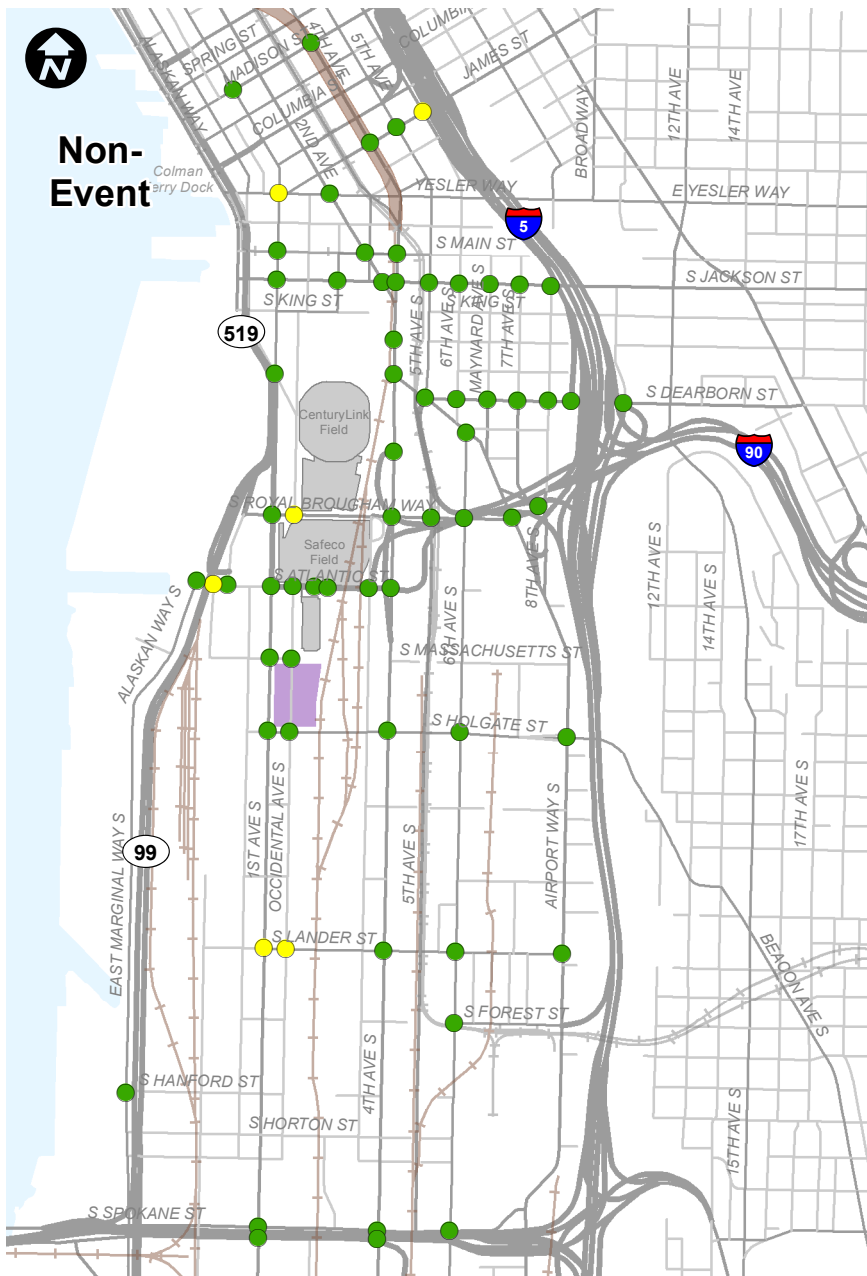 N
Non-
Event
Colman
erry Dock
ALASKAN WAY
SPRING ST
MADISON S
COLUMBIA ST
4TH AVE
5TH AVE
COLUMBIA
JAMES ST
2ND AVE
BROADWAY
12TH AVE
14TH AVE
YESLER WAY
E YESLER WAY
5
S MAIN ST
S JACKSON ST
S KING ST
S KING ST
519
5TH AVE S
6TH AVE S
MAYNARD AVE S
7TH AVE S
S DEARBORN ST
CenturyLink
Field
90
S ROYAL BROUGHAM WAY
Safeco
Field
S ATLANTIC ST
8TH AVE S
12TH AVE S
14TH AVE S
ALASKAN WAY S
6TH AVE S
S MASSACHUSETTS ST
S HOLGATE ST
1ST AVE S
OCCIDENTAL AVE S
5TH AVE S
AIRPORT WAY S
17TH AVE S
99
EAST MARGINAL WAY S
S LANDER ST
BEACON AVE S
S FOREST ST
4TH AVE S
S HANFORD ST
S HORTON ST
15TH AVE S
S SPOKANE ST